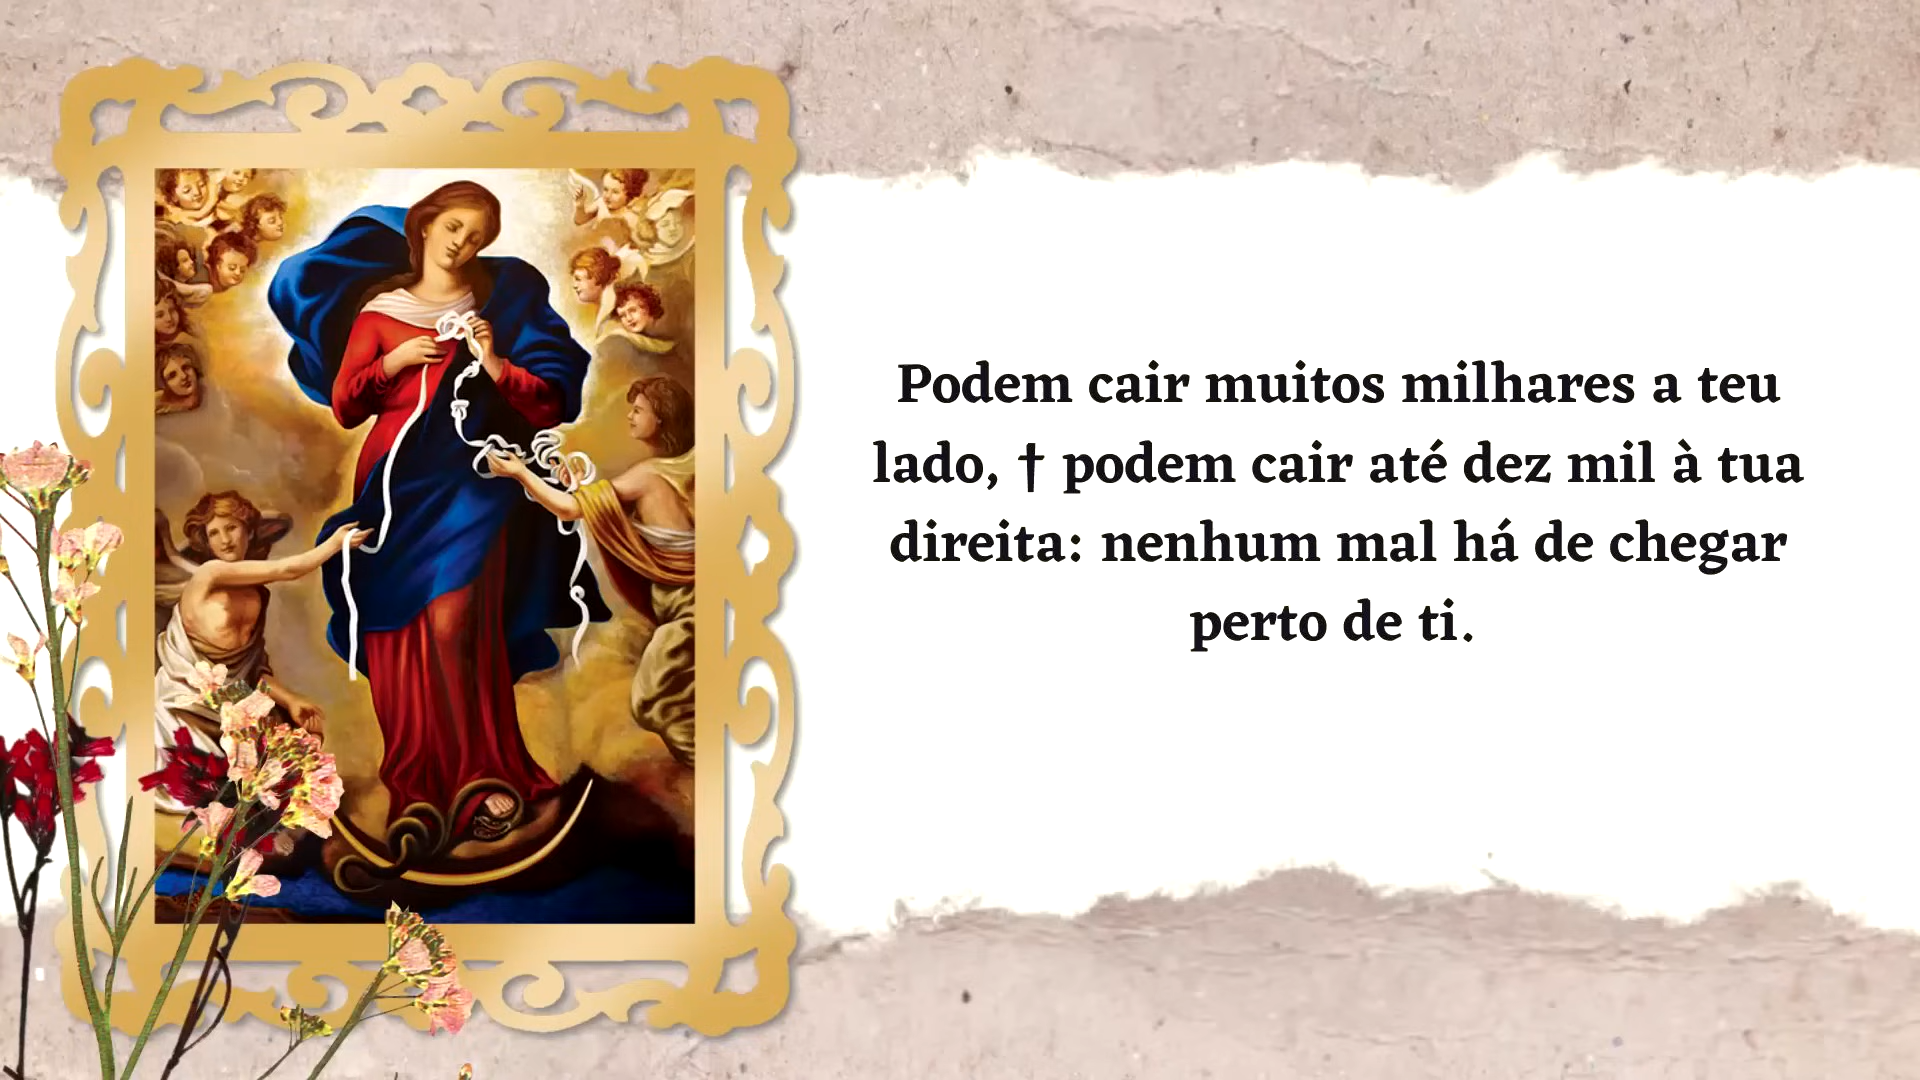 Podem cair muitos milhares a teu
lado, † podem cair até dez mil à tua
direita: nenhum mal há de chegar
perto de ti.